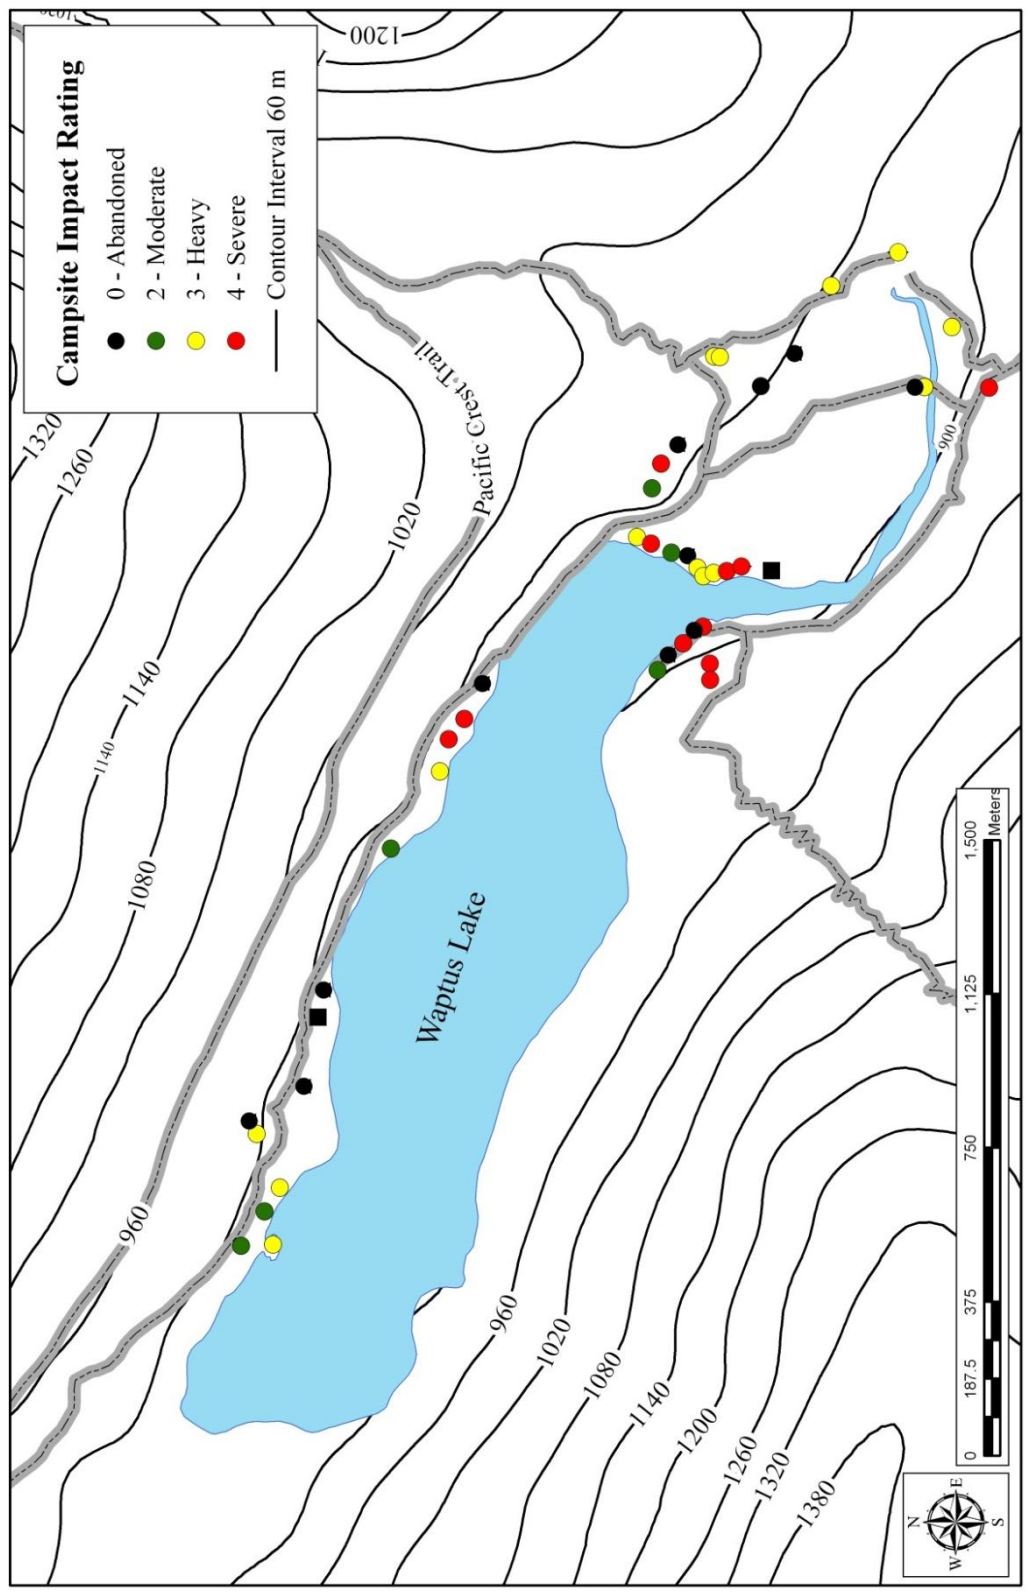 Campsite Impact Rating
0 - Abandoned
2 - Moderate
3 - Heavy
4 - Severe
Contour Interval 60 m
1200
1320
1260
1020
Pacific Crest Trail
1140
1140
1080
960
Waptus Lake
900
960
1020
1080
1140
1200
1260
1320
1380
0 187.5 375 750 1,125 1,500
Meters
N
W E
S